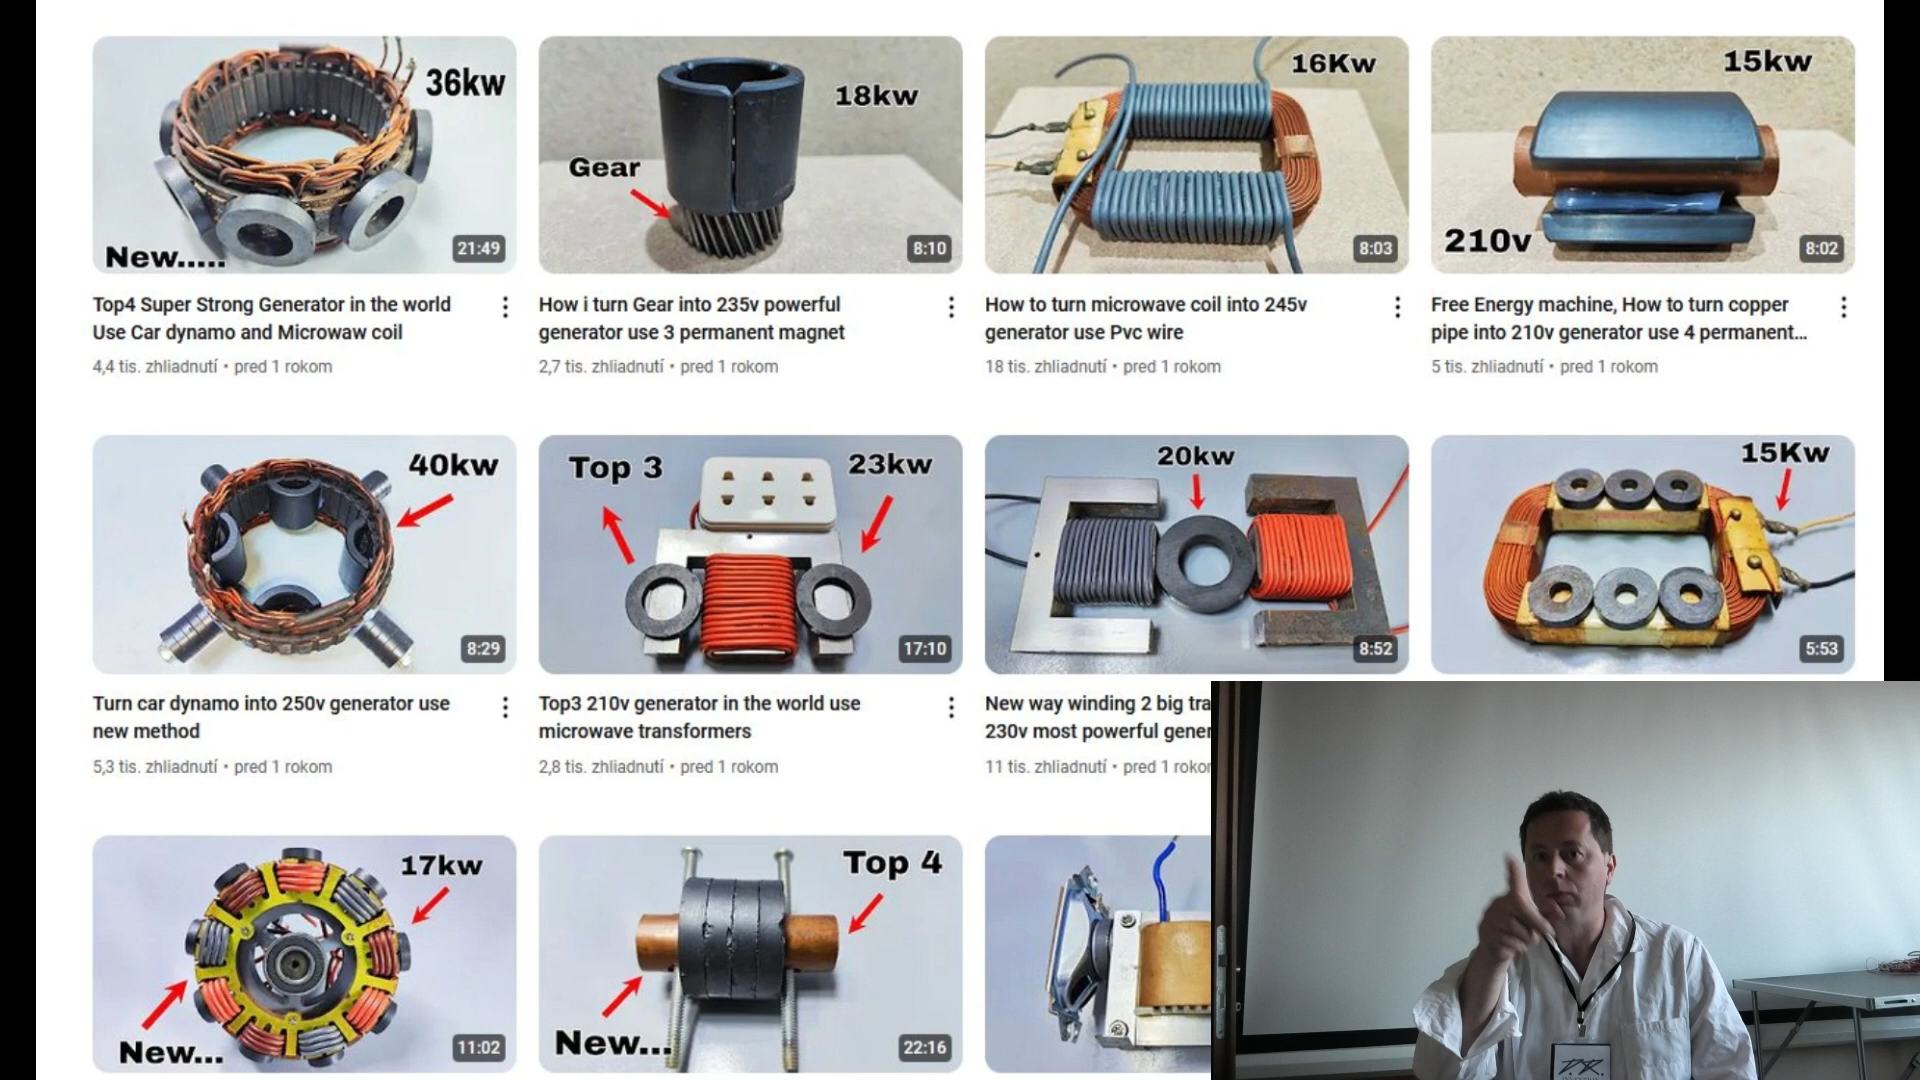 36kw
New.....
21:49
18kw
Gear
8:10
16Kw
8:03
15kw
210v
8:02
Top4 Super Strong Generator in the world
Use Car dynamo and Microwaw coil
4,4 tis. zhliadnutí • pred 1 rokom
How i turn Gear into 235v powerful
generator use 3 permanent magnet
2,7 tis. zhliadnutí • pred 1 rokom
How to turn microwave coil into 245v
generator use Pvc wire
18 tis. zhliadnutí • pred 1 rokom
Free Energy machine, How to turn copper
pipe into 210v generator use 4 permanent...
5 tis. zhliadnutí • pred 1 rokom
40kw
8:29
Top 3
23kw
17:10
20kw
8:52
15Kw
5:53
Turn car dynamo into 250v generator use
new method
5,3 tis. zhliadnutí • pred 1 rokom
Top3 210v generator in the world use
microwave transformers
2,8 tis. zhliadnutí • pred 1 rokom
New way winding 2 big tra
230v most powerful gener
11 tis. zhliadnutí • pred 1 rokor
17kw
New...
11:02
Top 4
New...
22:16